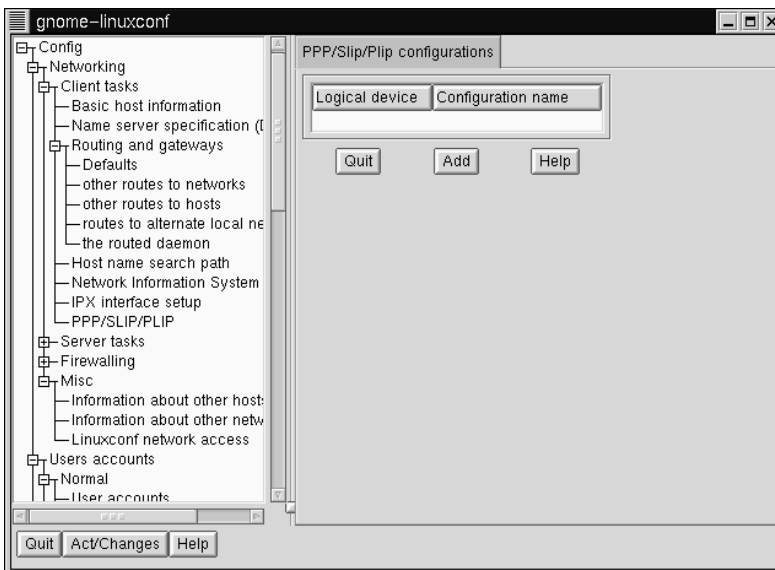 gnome-linuxconf
Config
Networking
Client tasks
Basic host information
Name server specification (D
Routing and gateways
Defaults
other routes to networks
other routes to hosts
routes to alternate local ne
the routed daemon
Host name search path
Network Information System
IPX interface setup
PPP/SLIP/PLIP
Server tasks
Firewalling
Misc
Information about other hosts
Information about other netw
Linuxconf network access
Users accounts
Normal
User accounts
Quit Act/Changes Help
PPP/Slip/Plip configurations
Logical device Configuration name
Quit Add Help